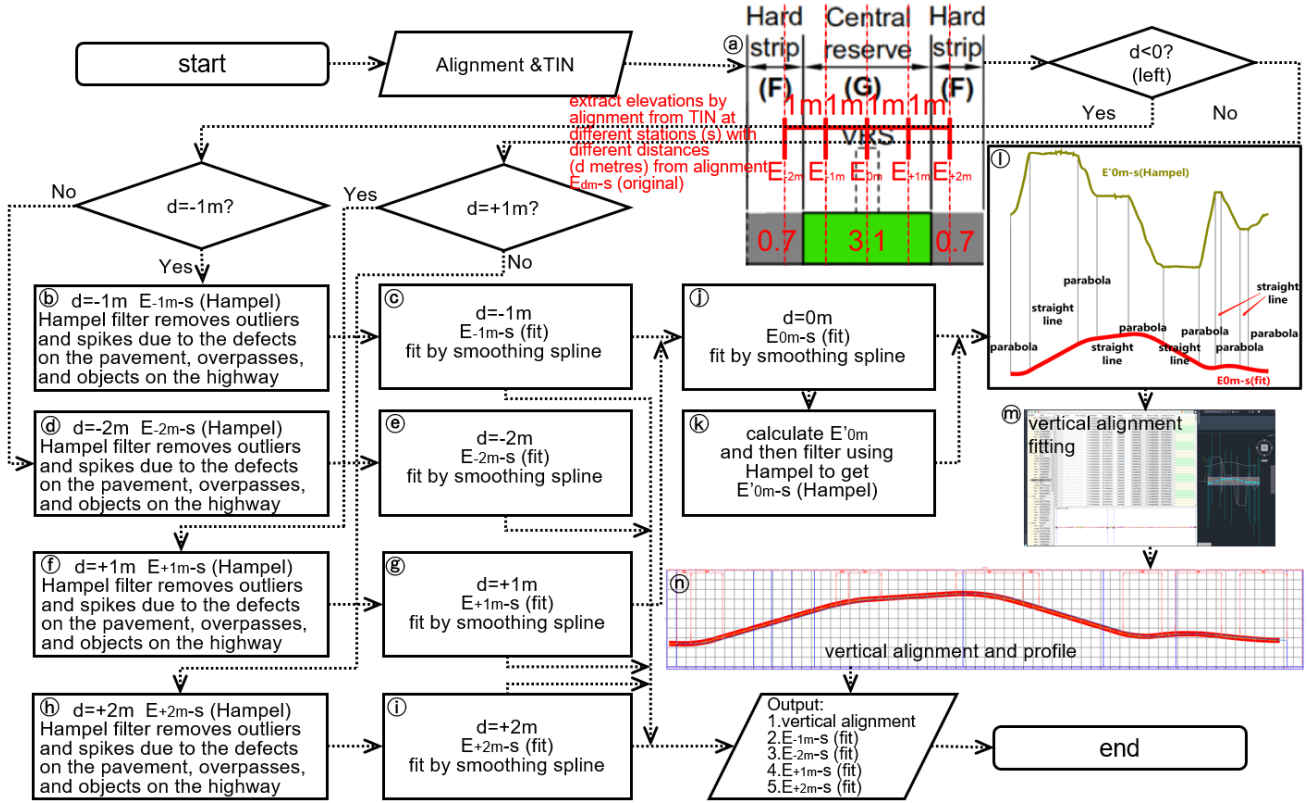 start
Alignment &TIN
ⓐ
Hard
strip
(F)
Central
reserve
(G)
Hard
strip
(F)
d<0?
(left)
Yes
No
extract elevations by
alignment from TIN at
different stations (s) with
different distances
(d metres) from alignment
Edm-s (original)
1m 1m 1m 1m
VRS
E-2m E-1m E0m E+1m E+2m
0.7 3.1 0.7
No
d=-1m?
Yes
Yes
d=+1m?
No
ⓑ d=-1m E-1m-s (Hampel)
Hampel filter removes outliers
and spikes due to the defects
on the pavement, overpasses,
and objects on the highway
ⓒ
d=-1m
E-1m-s (fit)
fit by smoothing spline
ⓙ
d=0m
E0m-s (fit)
fit by smoothing spline
ⓛ
E'0m-s(Hampel)
parabola
straight
line
straight
line
parabola
parabola
parabola
parabola
straight
line
straight
line
parabola
E0m-s(fit)
ⓓ d=-2m E-2m-s (Hampel)
Hampel filter removes outliers
and spikes due to the defects
on the pavement, overpasses,
and objects on the highway
ⓔ
d=-2m
E-2m-s (fit)
fit by smoothing spline
ⓚ
calculate E'0m
and then filter using
Hampel to get
E'0m-s (Hampel)
ⓜ
vertical alignment
fitting
ⓕ d=+1m E+1m-s (Hampel)
Hampel filter removes outliers
and spikes due to the defects
on the pavement, overpasses,
and objects on the highway
ⓖ
d=+1m
E+1m-s (fit)
fit by smoothing spline
ⓝ
vertical alignment and profile
ⓗ d=+2m E+2m-s (Hampel)
Hampel filter removes outliers
and spikes due to the defects
on the pavement, overpasses,
and objects on the highway
ⓘ
d=+2m
E+2m-s (fit)
fit by smoothing spline
Output:
1.vertical alignment
2.E-1m-s (fit)
3.E-2m-s (fit)
4.E+1m-s (fit)
5.E+2m-s (fit)
end